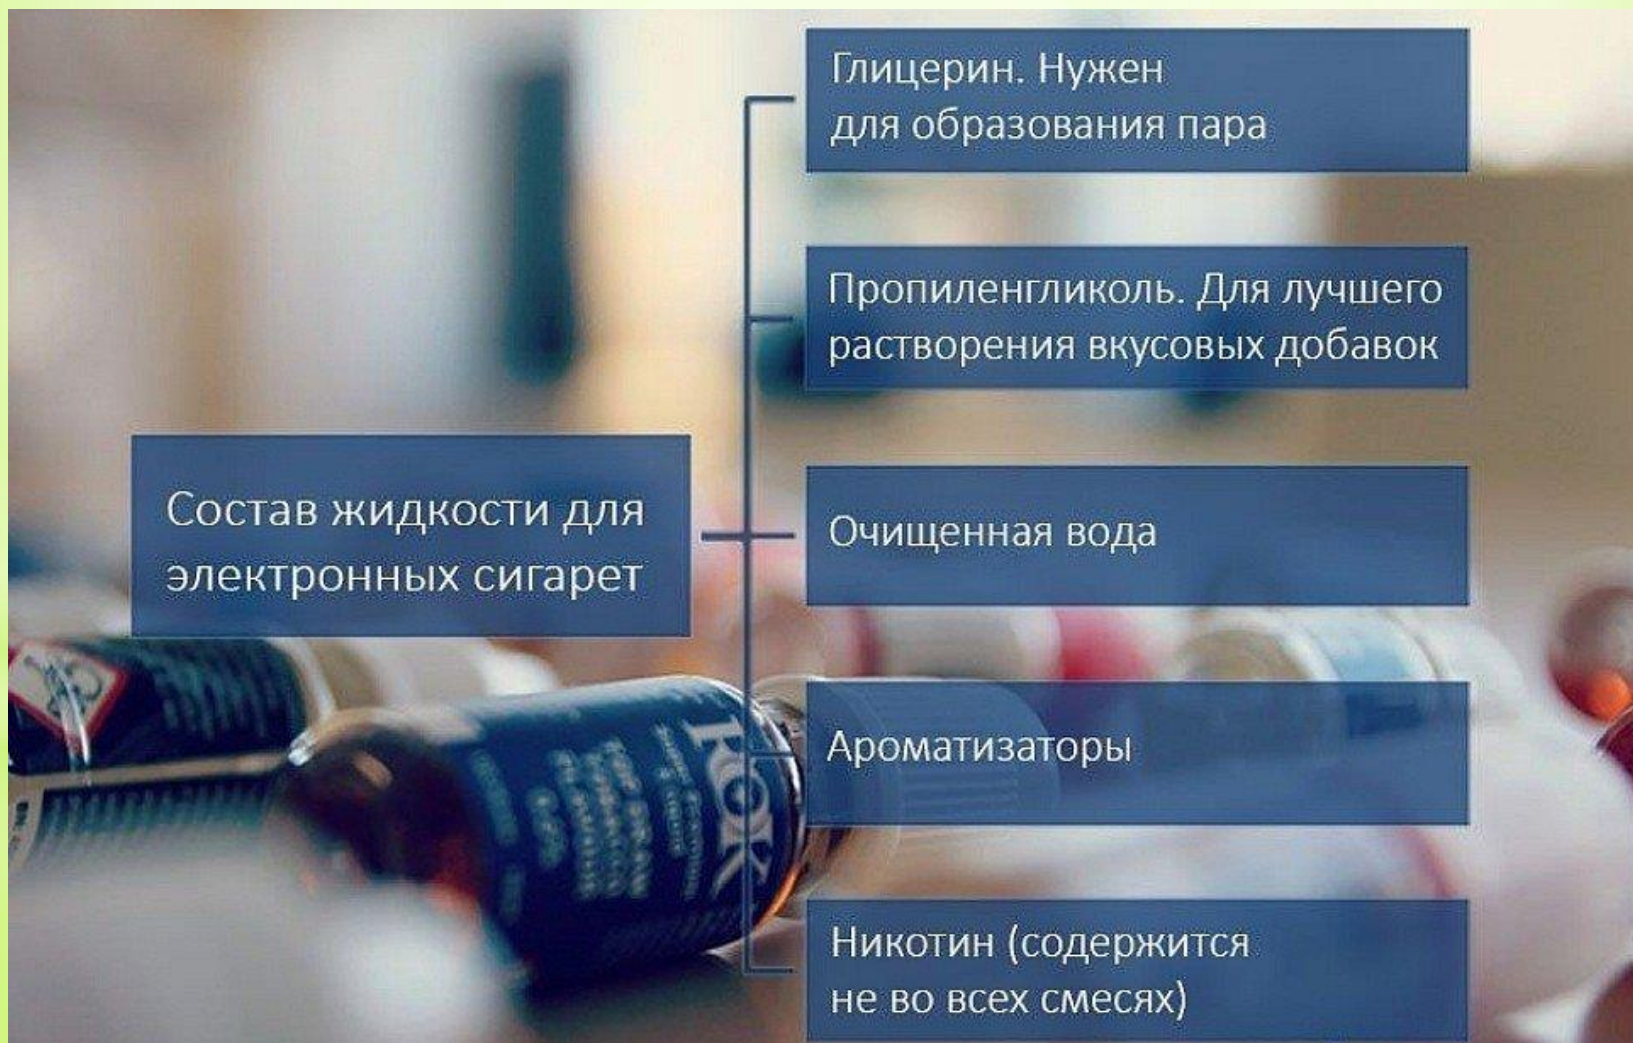 Глицерин. Нужен
для образования пара
Пропиленгликоль. Для лучшего
растворения вкусовых добавок
Состав жидкости для
электронных сигарет
Очищенная вода
Ароматизаторы
Никотин (содержится
не во всех смесях)